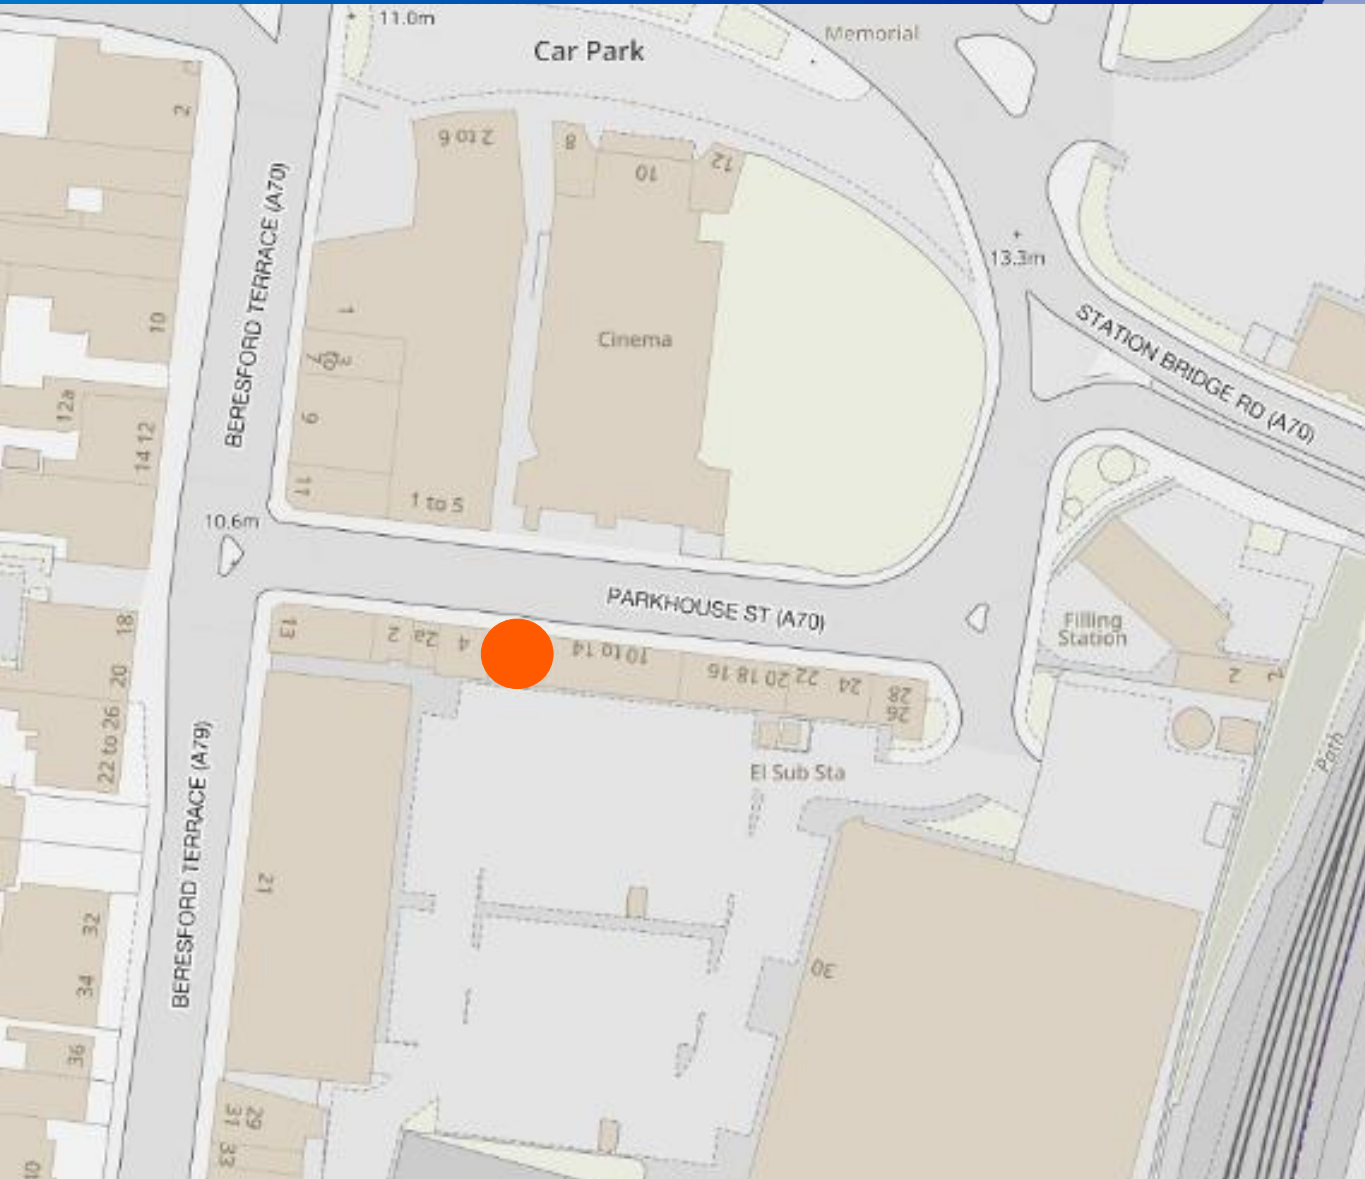 11.0m
Memorial
Car Park
2
2 to 6
8
10
12
BERESFORD TERRACE (A70)
13.3m
STATION BRIDGE RD (A70)
10
1
Cinema
3
7
12a
14 12
9
11
1 to 5
10.6m
PARKHOUSE ST (A70)
18
13
2
2a
4
10 to 14
16
18
20
22
24
28
26
Filling
Station
2
20
22 to 26
Path
El Sub Sta
BERESFORD TERRACE (A79)
21
32
30
34
36
29
31
33